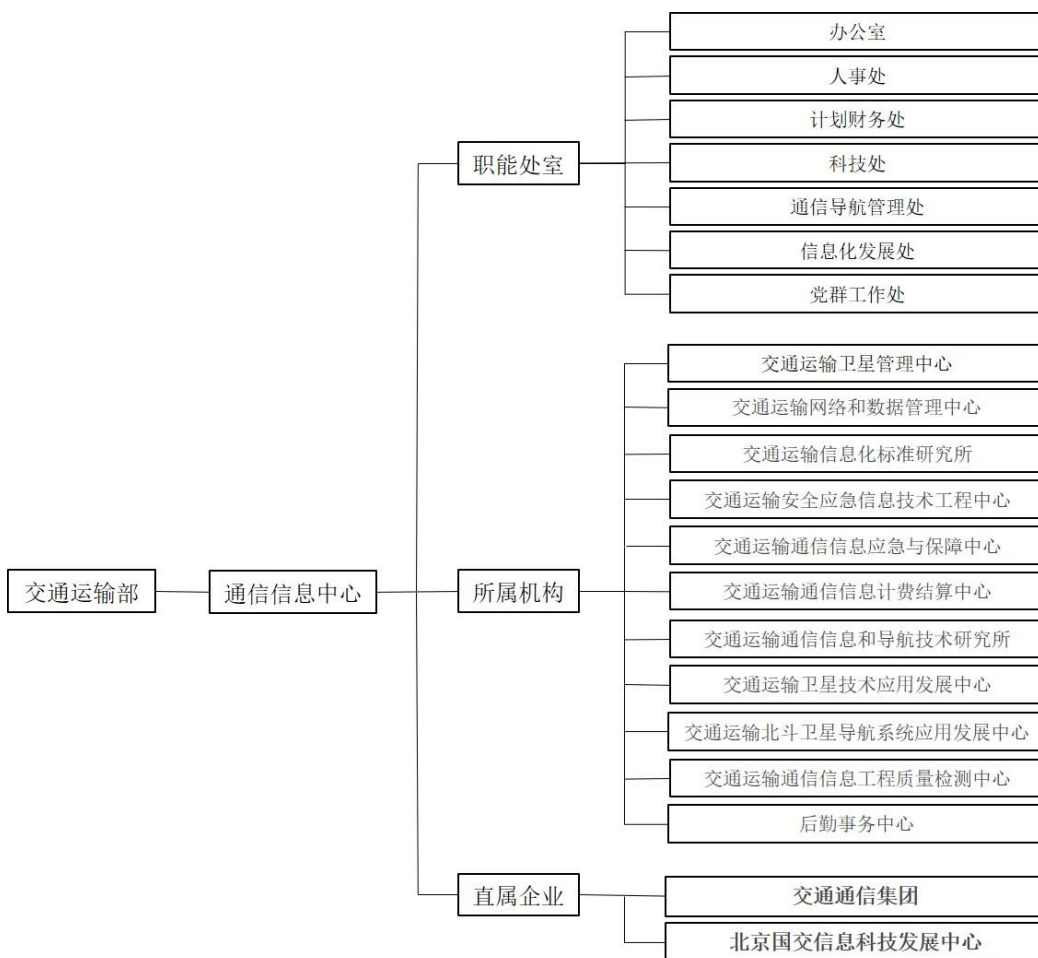 交通运输部
通信信息中心
职能处室
办公室
人事处
计划财务处
科技处
通信导航管理处
信息化发展处
党群工作处
所属机构
交通运输卫星管理中心
交通运输网络和数据管理中心
交通运输信息化标准研究所
交通运输安全应急信息技术工程中心
交通运输通信信息应急与保障中心
交通运输通信信息计费结算中心
交通运输通信信息和导航技术研究所
交通运输卫星技术应用发展中心
交通运输北斗卫星导航系统应用发展中心
交通运输通信信息工程质量检测中心
后勤事务中心
直属企业
交通通信集团
北京国交信息科技发展中心